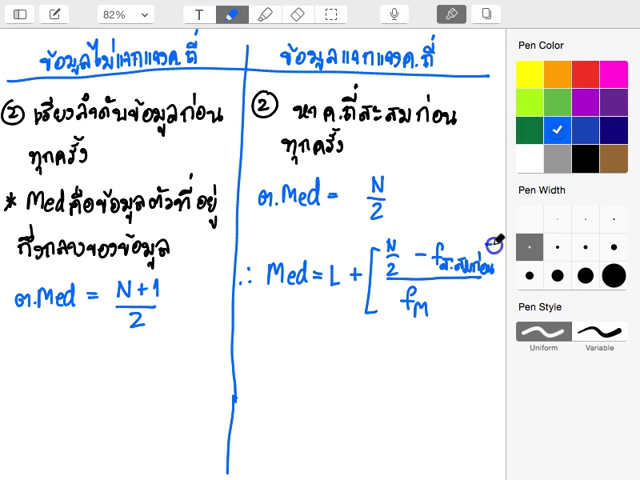 82%
T
ข้อมูลไม่แจกแจงค.ถี่
ข้อมูลแจกแจงค.ถี่
② เรียงลำดับข้อมูลก่อน
ทุกครั้ง
* Med คือข้อมูลตัวที่อยู่
กึ่งกลางของข้อมูล
ต.Med = N+1
2
② หาค.ถี่สะสมก่อน
ทุกครั้ง
ต.Med = N
2
∴ Med = L + [ N/2 - fส.สมก่อน
fM
Pen Color
Pen Width
Pen Style
Uniform
Variable